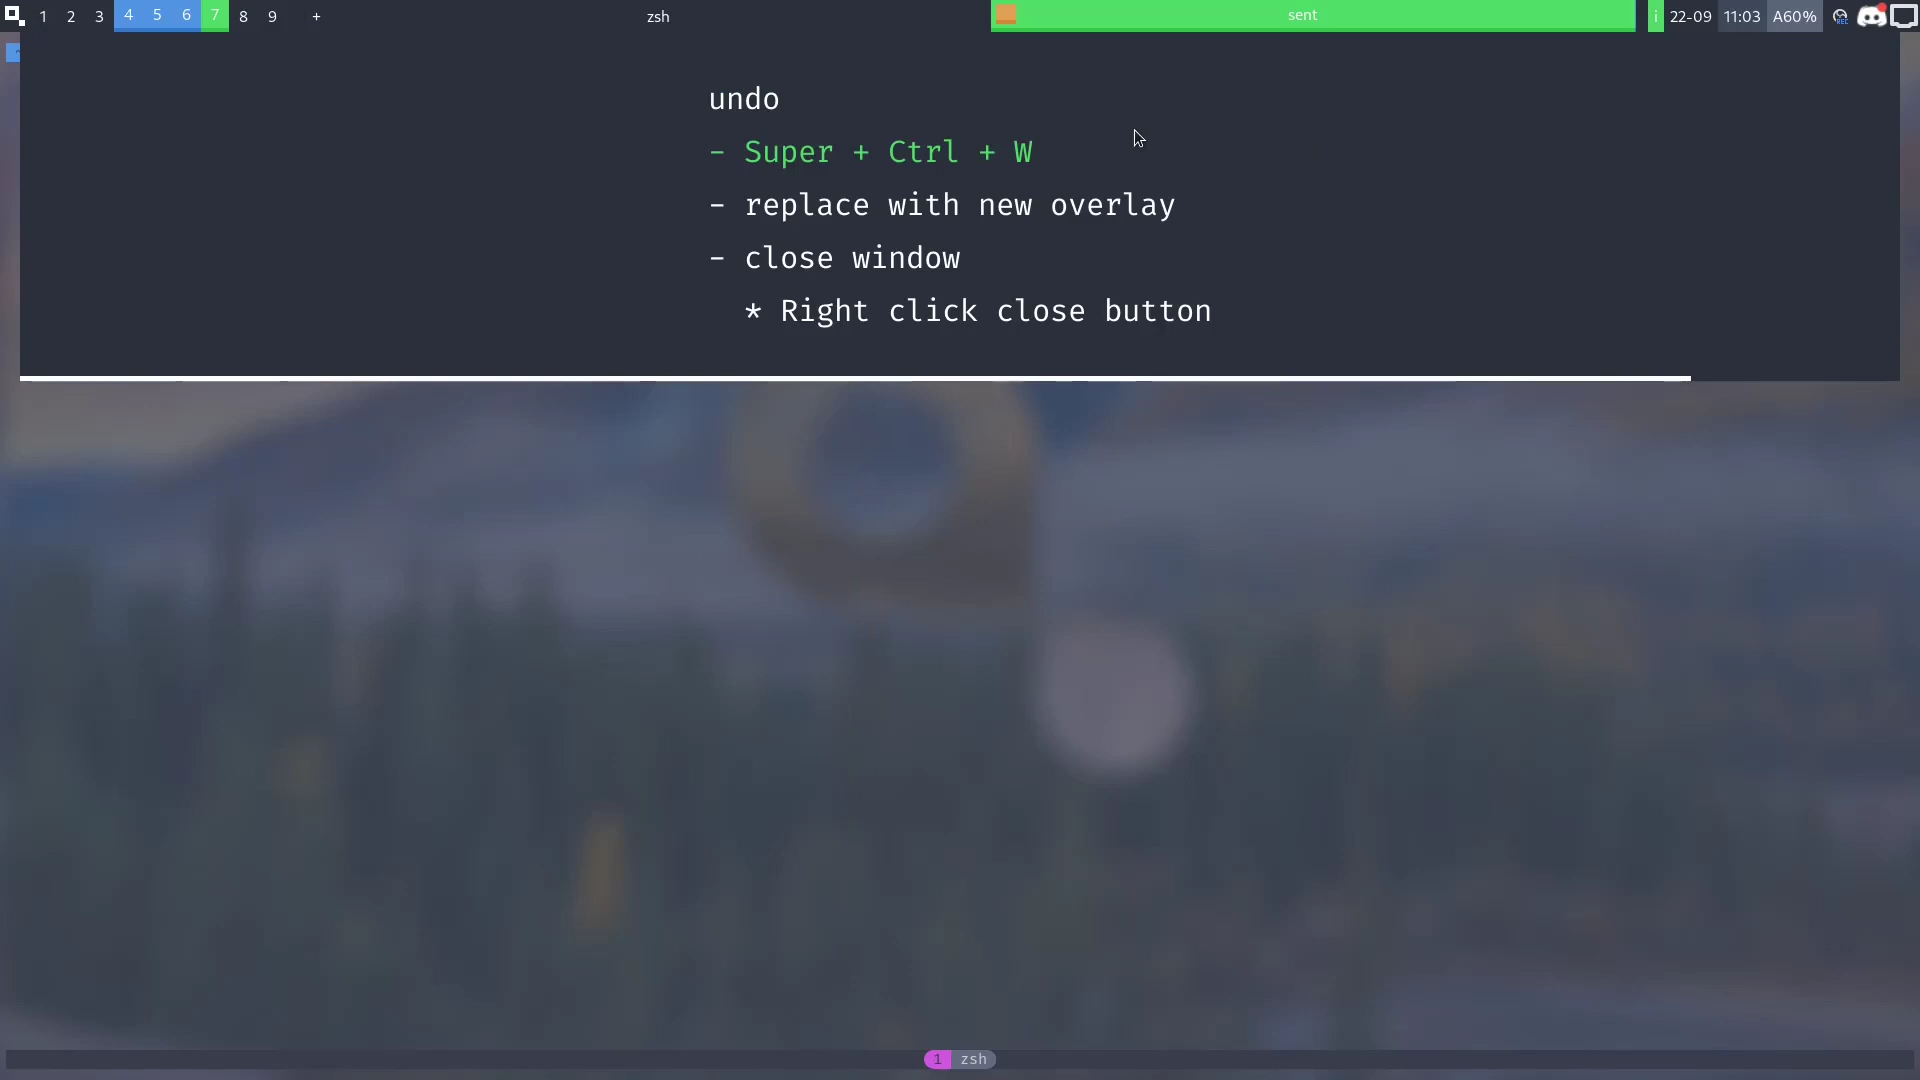 1 2 3 4 5 6 7 8 9 + zsh sent i 22-09 11:03 A60%
undo
- Super + Ctrl + W
- replace with new overlay
- close window
* Right click close button
1 zsh